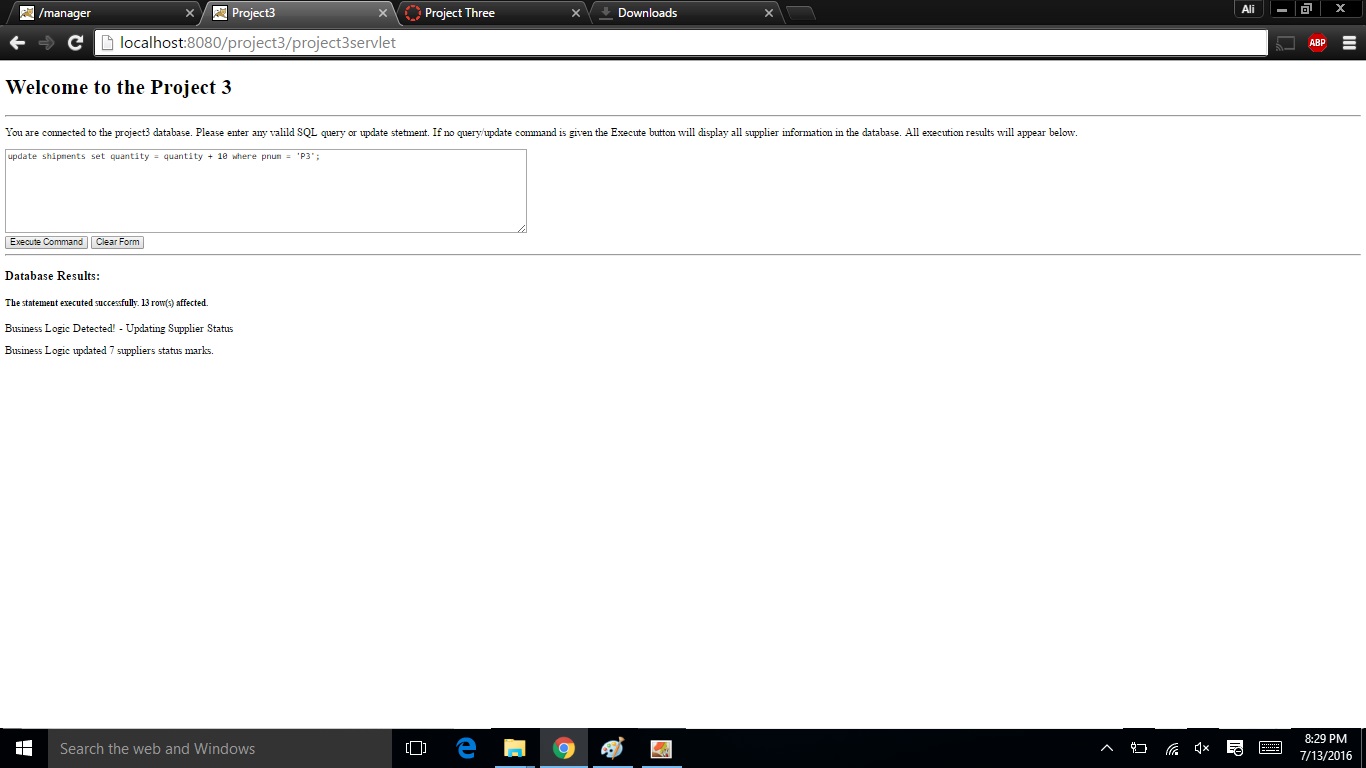 /manager
Project3
Project Three
Downloads
Ali
localhost:8080/project3/project3servlet
ABP
Welcome to the Project 3
You are connected to the project3 database. Please enter any valild SQL query or update stetment. If no query/update command is given the Execute button will display all supplier information in the database. All execution results will appear below.
update shipments set quantity = quantity + 10 where pnum = 'P3';
Execute Command Clear Form
Database Results:
The statement executed successfully. 13 row(s) affected.
Business Logic Detected! - Updating Supplier Status
Business Logic updated 7 suppliers status marks.
Search the web and Windows
8:29 PM
7/13/2016